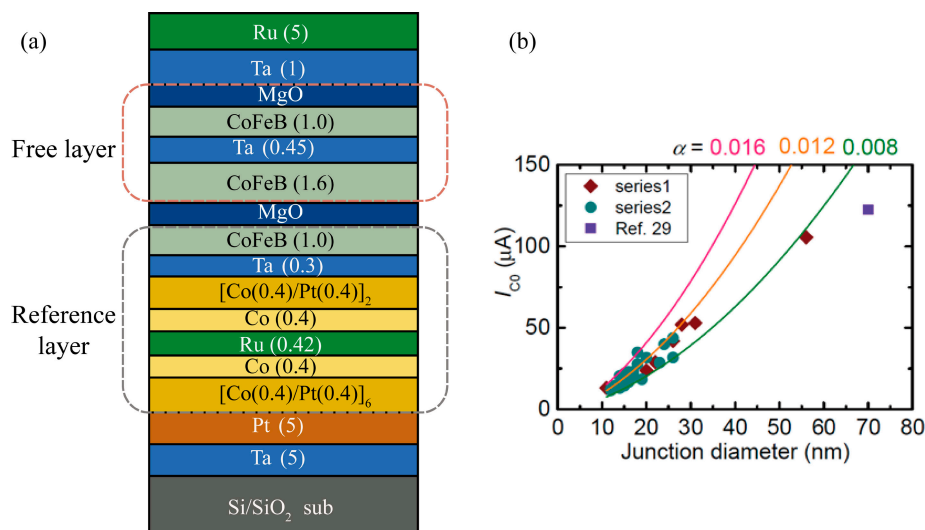 (a)
Ru (5)
Ta (1)
MgO
CoFeB (1.0)
Free layer
Ta (0.45)
CoFeB (1.6)
MgO
CoFeB (1.0)
Ta (0.3)
[Co(0.4)/Pt(0.4)]₂
Reference
layer
Co (0.4)
Ru (0.42)
Co (0.4)
[Co(0.4)/Pt(0.4)]₆
Pt (5)
Ta (5)
Si/SiO₂ sub
(b)
α = 0.016 0.012 0.008
150
100
50
0
I_C0 (μA)
series1
series2
Ref. 29
0 10 20 30 40 50 60 70 80
Junction diameter (nm)